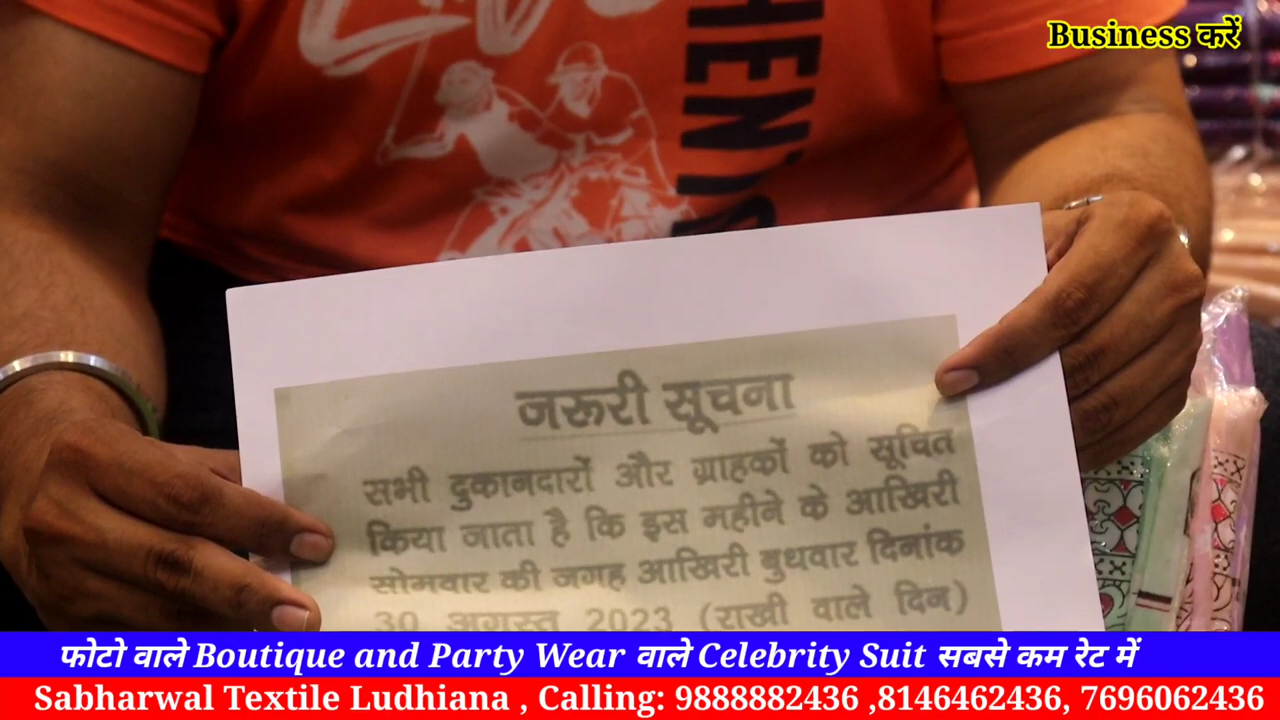 Business करें
जरूरी सूचना
सभी दुकानदारों और ग्राहकों को सूचित
किया जाता है कि इस महीने के आखिरी
सोमवार की जगह आखिरी बुधवार दिनांक
30 अगस्त 2023 (राखी वाले दिन)
फोटो वाले Boutique and Party Wear वाले Celebrity Suit सबसे कम रेट में
Sabharwal Textile Ludhiana , Calling: 9888882436 ,8146462436, 7696062436